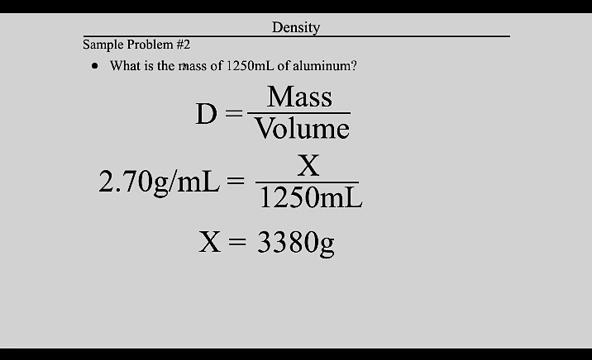 Density
Sample Problem #2
• What is the mass of 1250mL of aluminum?
D = Mass
Volume
2.70g/mL = X
1250mL
X = 3380g